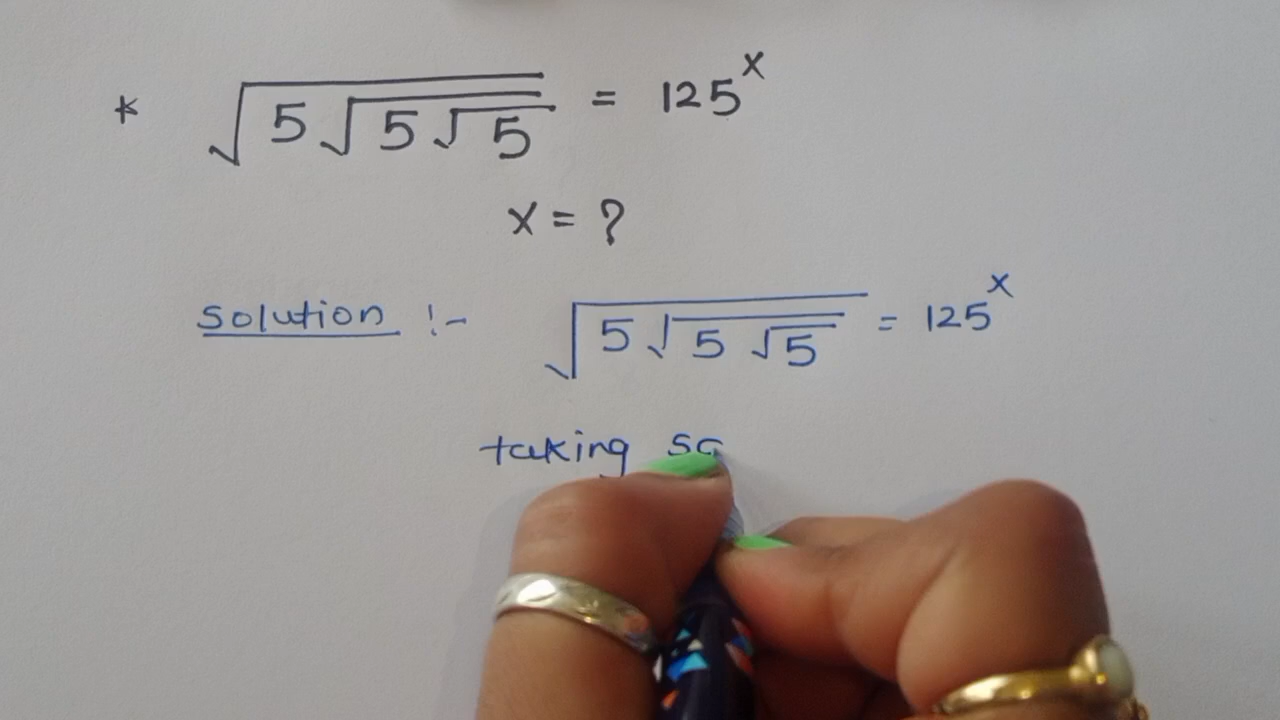 * √(5√(5√5)) = 125^x
x = ?
Solution :- √(5√(5√5)) = 125^x
taking